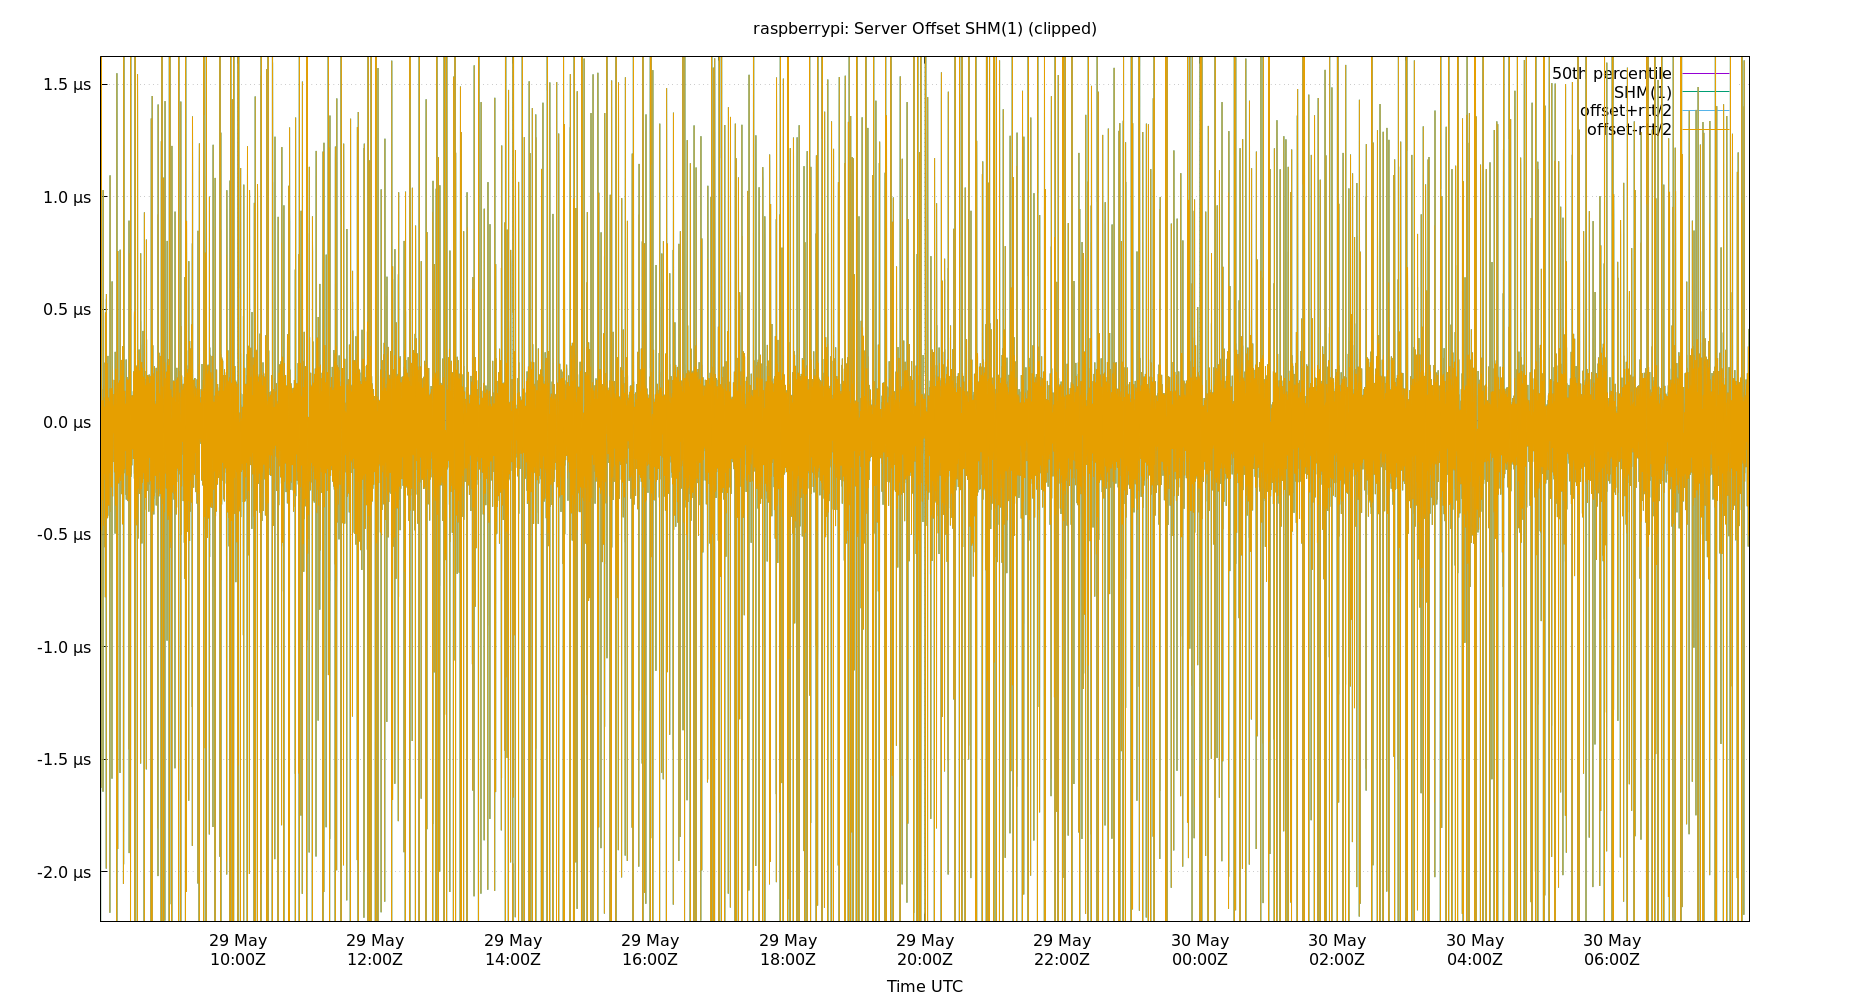 raspberrypi: Server Offset SHM(1) (clipped)
50th percentile
SHM(1)
offset+rtt/2
offset-rtt/2
1.5 µs
1.0 µs
0.5 µs
0.0 µs
-0.5 µs
-1.0 µs
-1.5 µs
-2.0 µs
29 May 29 May 29 May 29 May 29 May 29 May 29 May 30 May 30 May 30 May 30 May
10:00Z 12:00Z 14:00Z 16:00Z 18:00Z 20:00Z 22:00Z 00:00Z 02:00Z 04:00Z 06:00Z
Time UTC